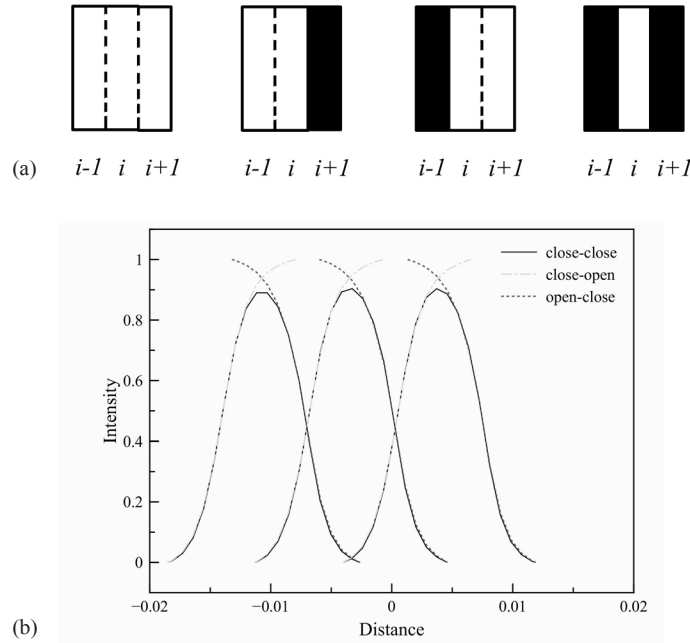 (a) i-1 i i+1 i-1 i i+1 i-1 i i+1 i-1 i i+1
1
close-close
close-open
open-close
0.8
0.6
Intensity
0.4
0.2
0
−0.02 −0.01 0 0.01 0.02
(b) Distance